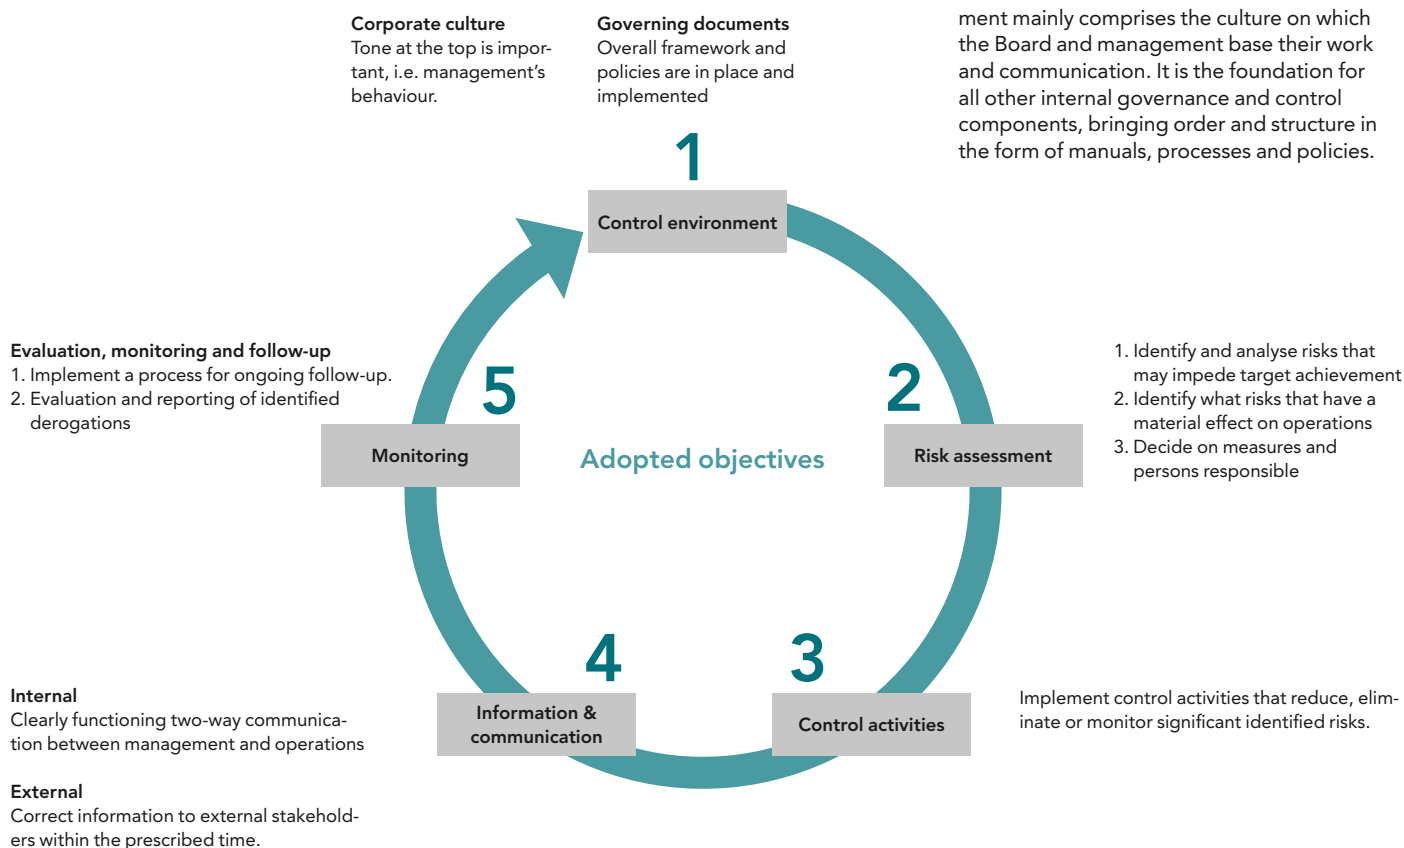 Corporate culture
Tone at the top is impor-
tant, i.e. management's
behaviour.
Governing documents
Overall framework and
policies are in place and
implemented
ment mainly comprises the culture on which
the Board and management base their work
and communication. It is the foundation for
all other internal governance and control
components, bringing order and structure in
the form of manuals, processes and policies.
1
Control environment
2
Risk assessment
1. Identify and analyse risks that
may impede target achievement
2. Identify what risks that have a
material effect on operations
3. Decide on measures and
persons responsible
Adopted objectives
3
Control activities
Implement control activities that reduce, elim-
inate or monitor significant identified risks.
4
Information &
communication
Internal
Clearly functioning two-way communica-
tion between management and operations
External
Correct information to external stakehold-
ers within the prescribed time.
5
Monitoring
Evaluation, monitoring and follow-up
1. Implement a process for ongoing follow-up.
2. Evaluation and reporting of identified
derogations